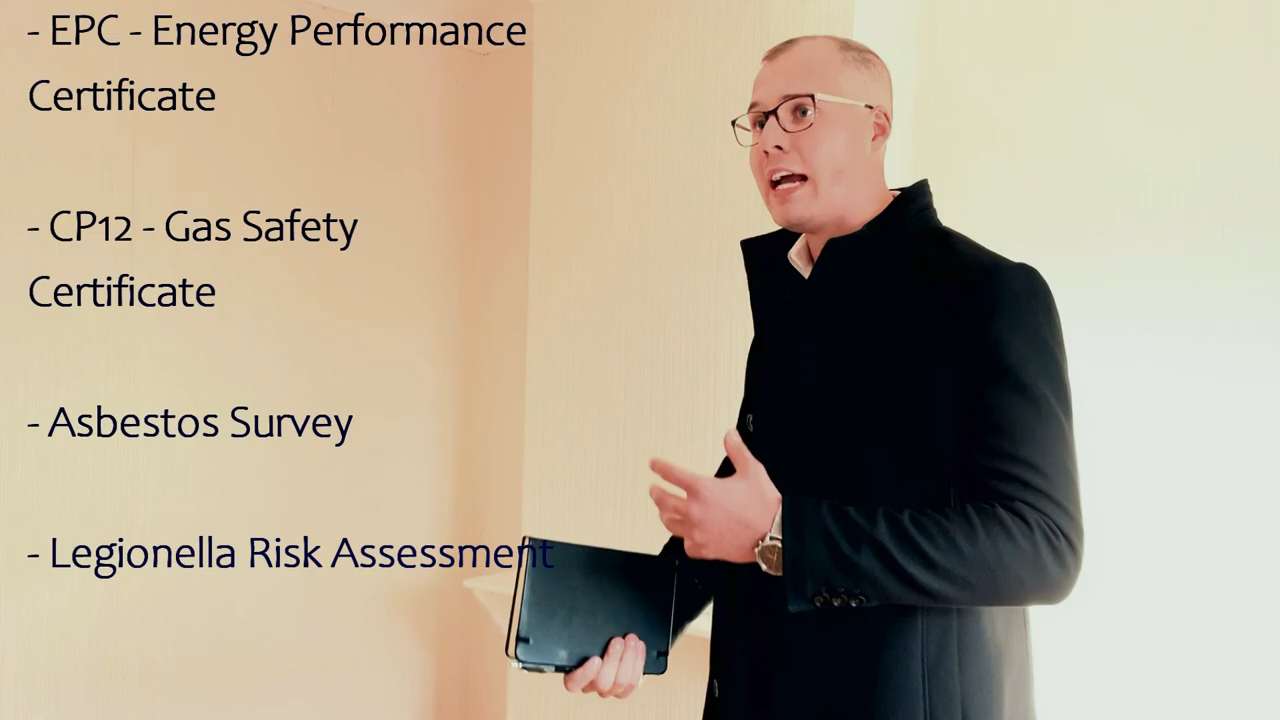 - EPC - Energy Performance
Certificate
- CP12 - Gas Safety
Certificate
- Asbestos Survey
- Legionella Risk Assessment